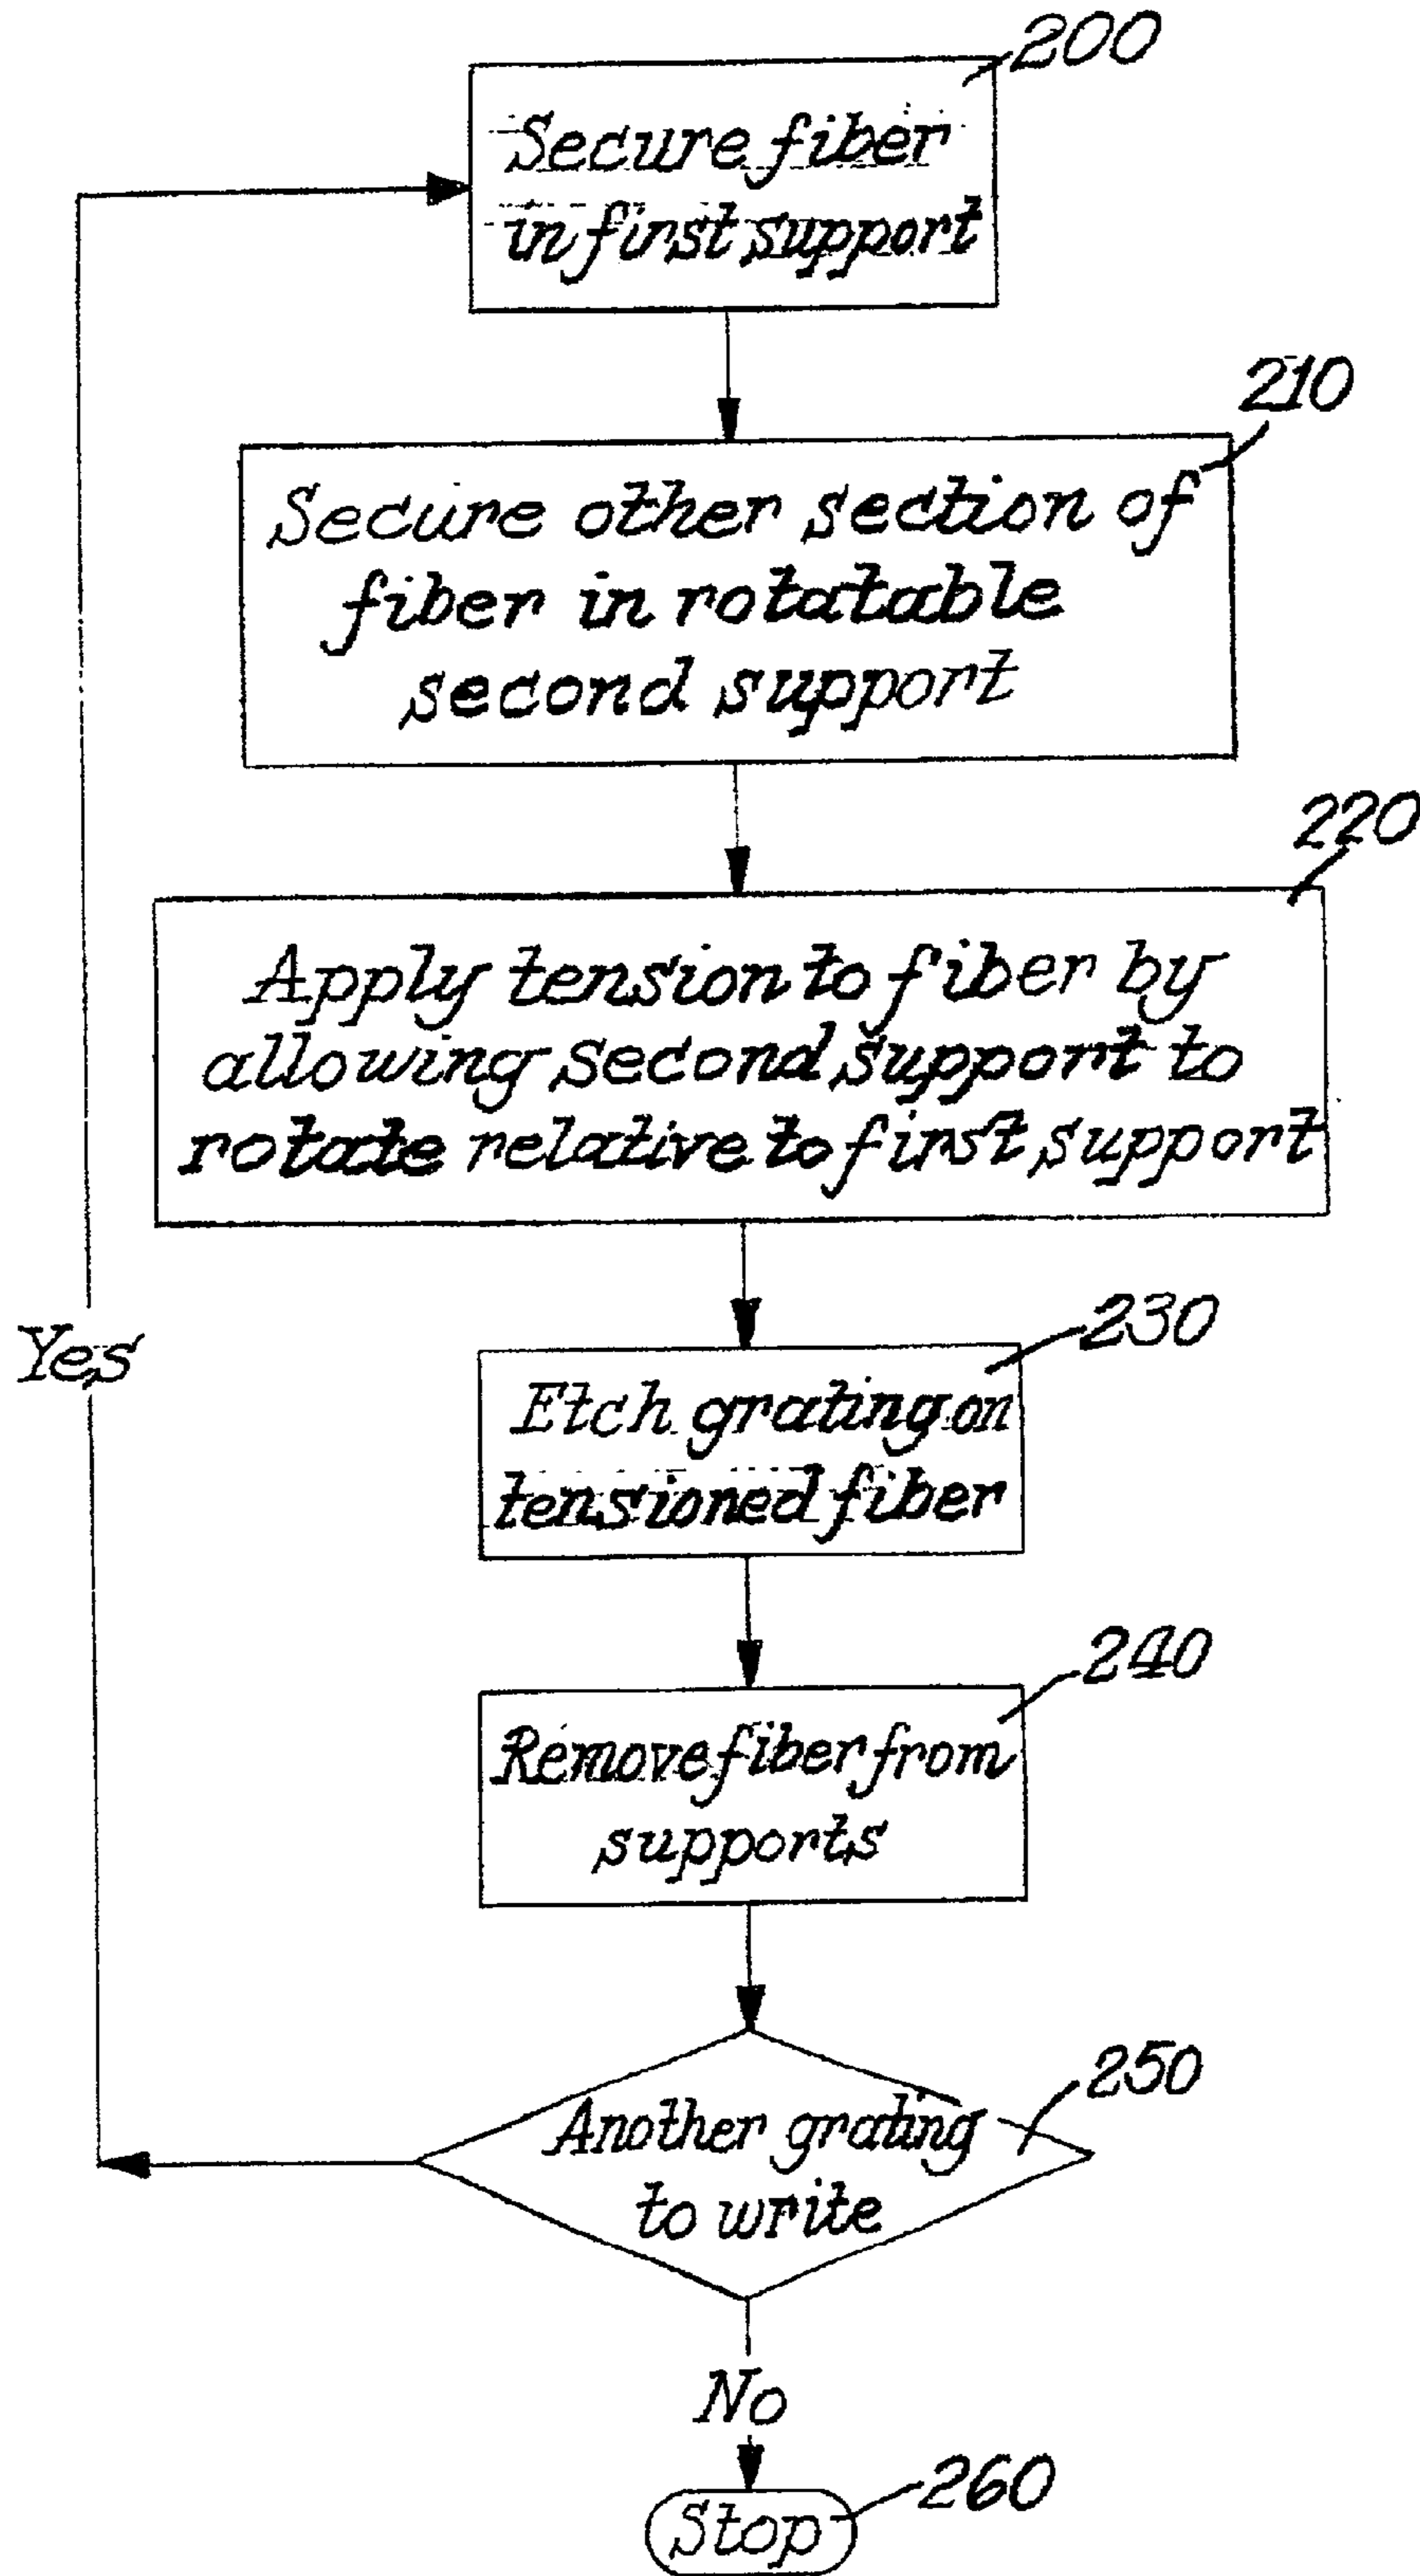 200
Secure fiber
in first support
210
Secure other section of
fiber in rotatable
second support
220
Apply tension to fiber by
allowing second support to
rotate relative to first support
230
Etch grating on
tensioned fiber
Yes
240
Remove fiber from
supports
250
Another grating
to write
No
260
Stop